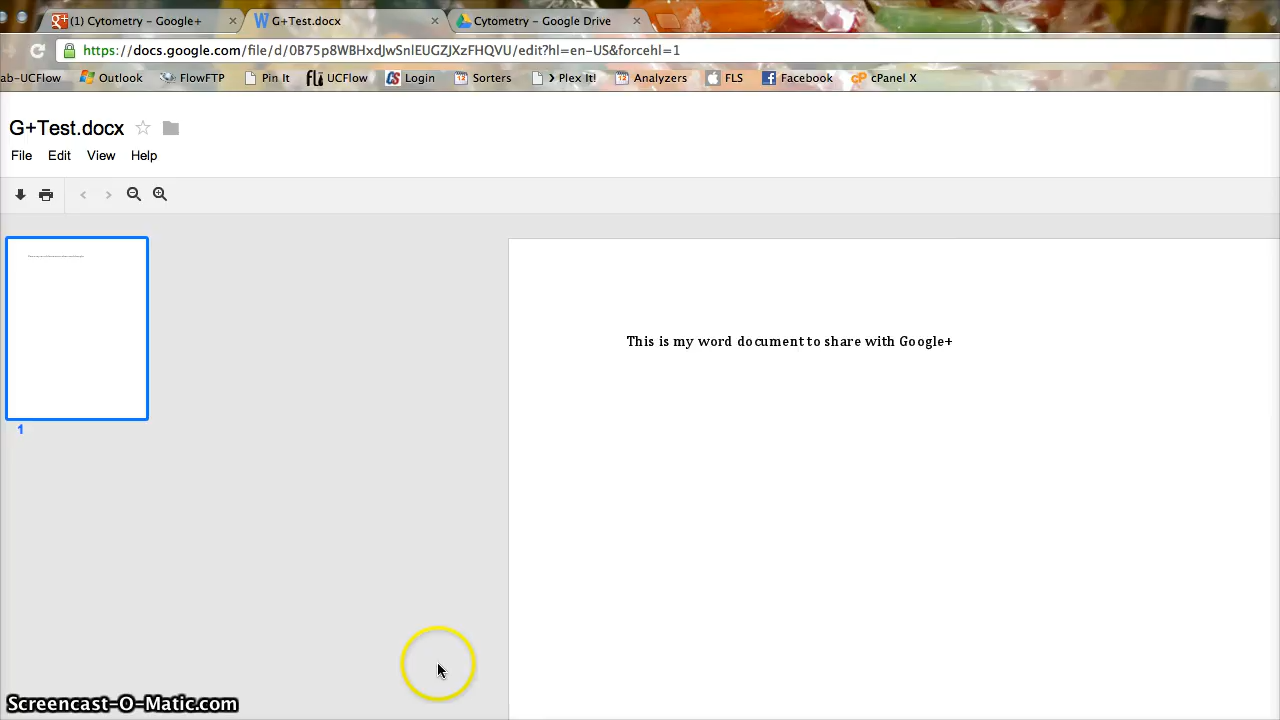 (1) Cytometry – Google+
G+Test.docx
Cytometry – Google Drive
https://docs.google.com/file/d/0B75p8WBHxdJwSnlEUGZJXzFHQVU/edit?hl=en-US&forcehl=1
ab-UCFlow
Outlook
FlowFTP
Pin It
UCFlow
Login
Sorters
> Plex It!
Analyzers
FLS
Facebook
cPanel X
G+Test.docx
File Edit View Help
This is my word document to share with Google+
1
Screencast-O-Matic.com